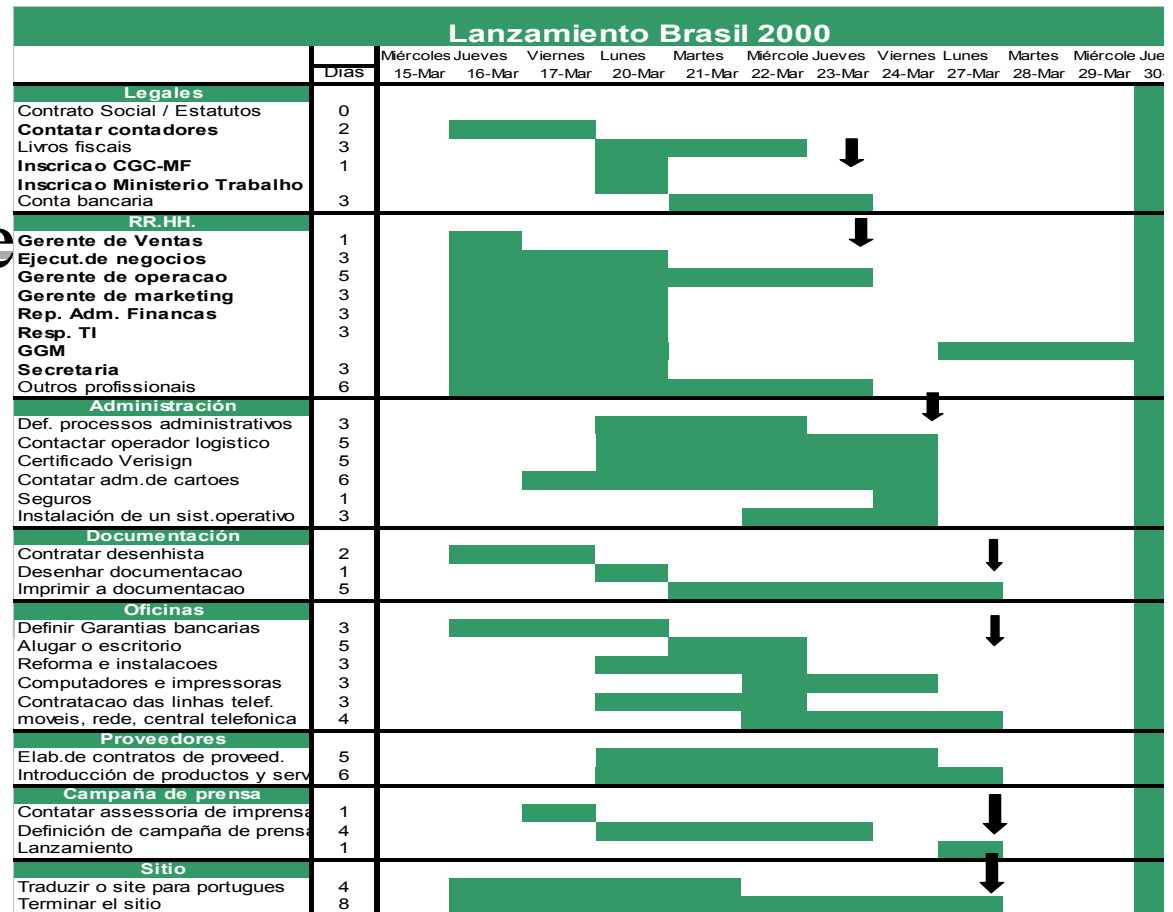 Lanzamiento Brasil 2000
Miércoles Jueves Viernes Lunes Martes Miércole Jueves Viernes Lunes Martes Miércole Jue
Dias 15-Mar 16-Mar 17-Mar 20-Mar 21-Mar 22-Mar 23-Mar 24-Mar 27-Mar 28-Mar 29-Mar 30-
Legales
Contrato Social / Estatutos 0
Contatar contadores 2
Livros fiscais 3
Inscricao CGC-MF 1
Inscricao Ministerio Trabalho
Conta bancaria 3
RR.HH.
e
Gerente de Ventas 1
Ejecut.de negocios 3
Gerente de operacao 5
Gerente de marketing 3
Rep. Adm. Financas 3
Resp. TI 3
GGM
Secretaria 3
Outros profissionais 6
Administración
Def. processos administrativos 3
Contactar operador logistico 5
Certificado Verisign 5
Contatar adm.de cartoes 6
Seguros 1
Instalación de un sist.operativo 3
Documentación
Contratar desenhista 2
Desenhar documentacao 1
Imprimir a documentacao 5
Oficinas
Definir Garantias bancarias 3
Alugar o escritorio 5
Reforma e instalacoes 3
Computadores e impressoras 3
Contratacao das linhas telef. 3
moveis, rede, central telefonica 4
Proveedores
Elab.de contratos de proveed. 5
Introducción de productos y serv 6
Campaña de prensa
Contatar assessoria de imprensa 1
Definición de campaña de prensa 4
Lanzamiento 1
Sitio
Traduzir o site para portugues 4
Terminar el sitio 8